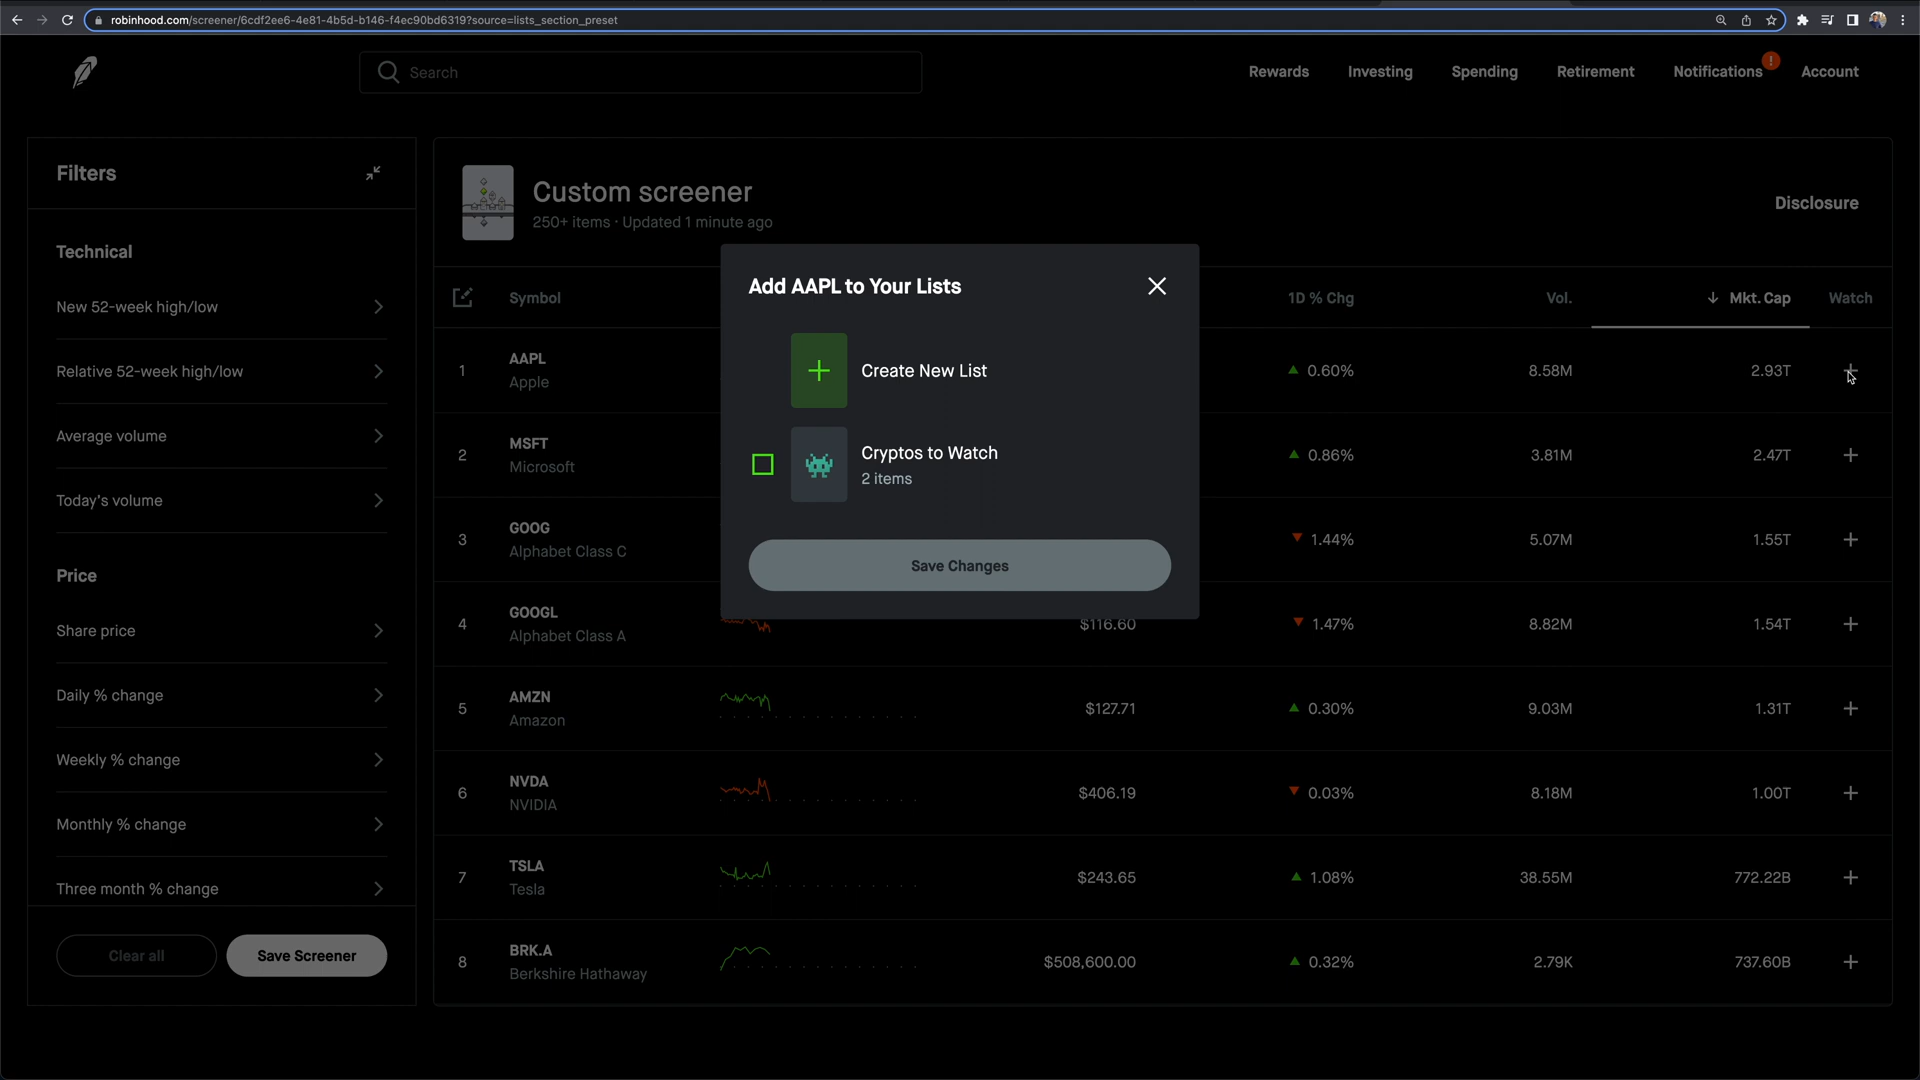 robinhood.com/screener/6cdf2ee6-4e81-4b5d-b146-f4ec90bd6319?source=lists_section_preset
Search
Rewards
Investing
Spending
Retirement
Notifications
!
Account
Filters
Technical
New 52-week high/low
Relative 52-week high/low
Average volume
Today's volume
Price
Share price
Daily % change
Weekly % change
Monthly % change
Three month % change
Clear all
Save Screener
Custom screener
250+ items · Updated 1 minute ago
Disclosure
Symbol 1D % Chg Vol. Mkt. Cap Watch
1 AAPL 0.60% 8.58M 2.93T
Apple
2 MSFT 0.86% 3.81M 2.47T
Microsoft
3 GOOG 1.44% 5.07M 1.55T
Alphabet Class C
4 GOOGL $116.60 1.47% 8.82M 1.54T
Alphabet Class A
5 AMZN $127.71 0.30% 9.03M 1.31T
Amazon
6 NVDA $406.19 0.03% 8.18M 1.00T
NVIDIA
7 TSLA $243.65 1.08% 38.55M 772.22B
Tesla
8 BRK.A $508,600.00 0.32% 2.79K 737.60B
Berkshire Hathaway
Add AAPL to Your Lists
Create New List
Cryptos to Watch
2 items
Save Changes